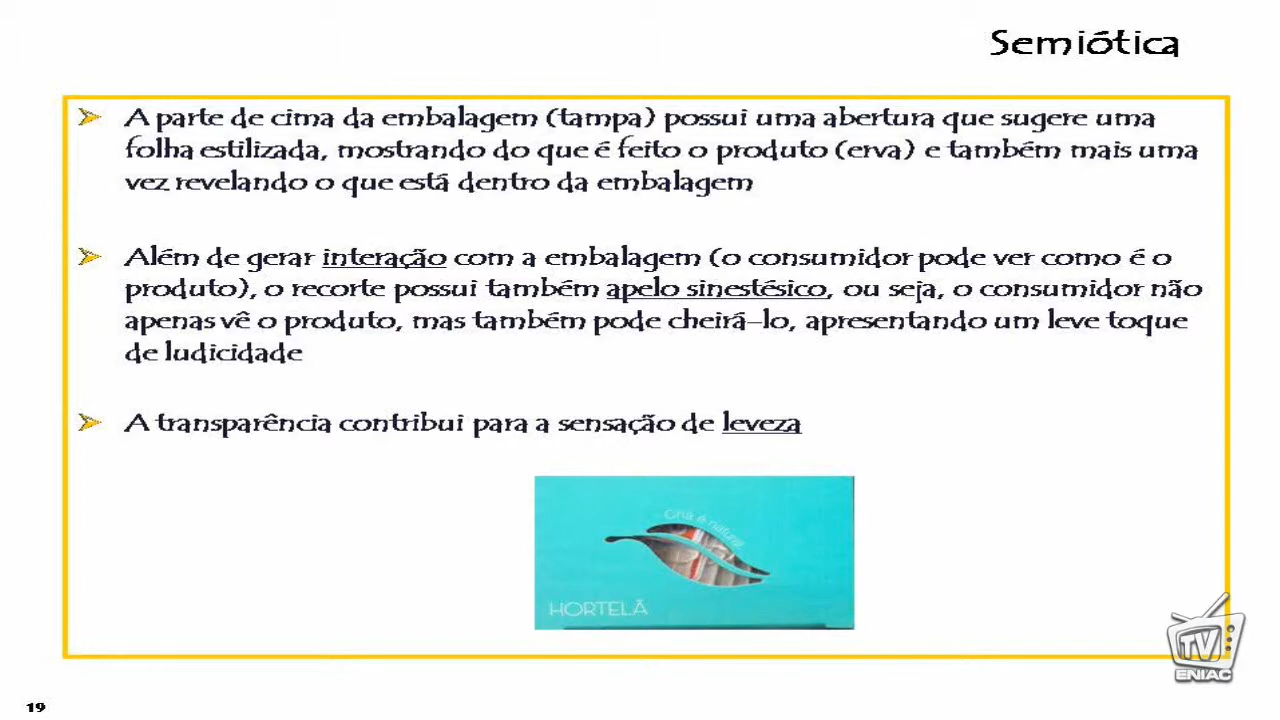 Semiótica
A parte de cima da embalagem (tampa) possui uma abertura que sugere uma
folha estilizada, mostrando do que é feito o produto (erva) e também mais uma
vez revelando o que está dentro da embalagem
Além de gerar interação com a embalagem (o consumidor pode ver como é o
produto), o recorte possui também apelo sinestésico, ou seja, o consumidor não
apenas vê o produto, mas também pode cheirá-lo, apresentando um leve toque
de ludicidade
A transparência contribui para a sensação de leveza
Chá é natural
HORTELÃ
TV
ENIAC
19